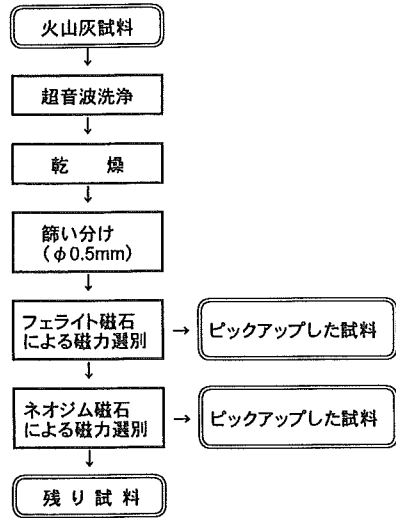 火山灰試料
↓
超音波洗浄
↓
乾　燥
↓
篩い分け
(φ0.5mm)
↓
フェライト磁石
による磁力選別
→
ピックアップした試料
↓
ネオジム磁石
による磁力選別
→
ピックアップした試料
↓
残り試料